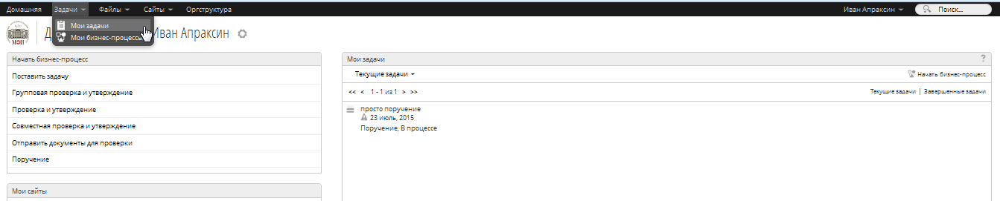 Домашняя Задачи Файлы Сайты Оргструктура Иван Апраксин Поиск...
Мои задачи
Мои бизнес-процессы
Иван Апраксин
МЭИ
Начать бизнес-процесс
Поставить задачу
Групповая проверка и утверждение
Проверка и утверждение
Совместная проверка и утверждение
Отправить документы для проверки
Поручение
Мои сайты
Мои задачи ?
Текущие задачи Начать бизнес-процесс
<< < 1 - 1 из 1 > >> Текущие задачи | Завершенные задачи
просто поручение
23 июль, 2015
Поручение, В процессе